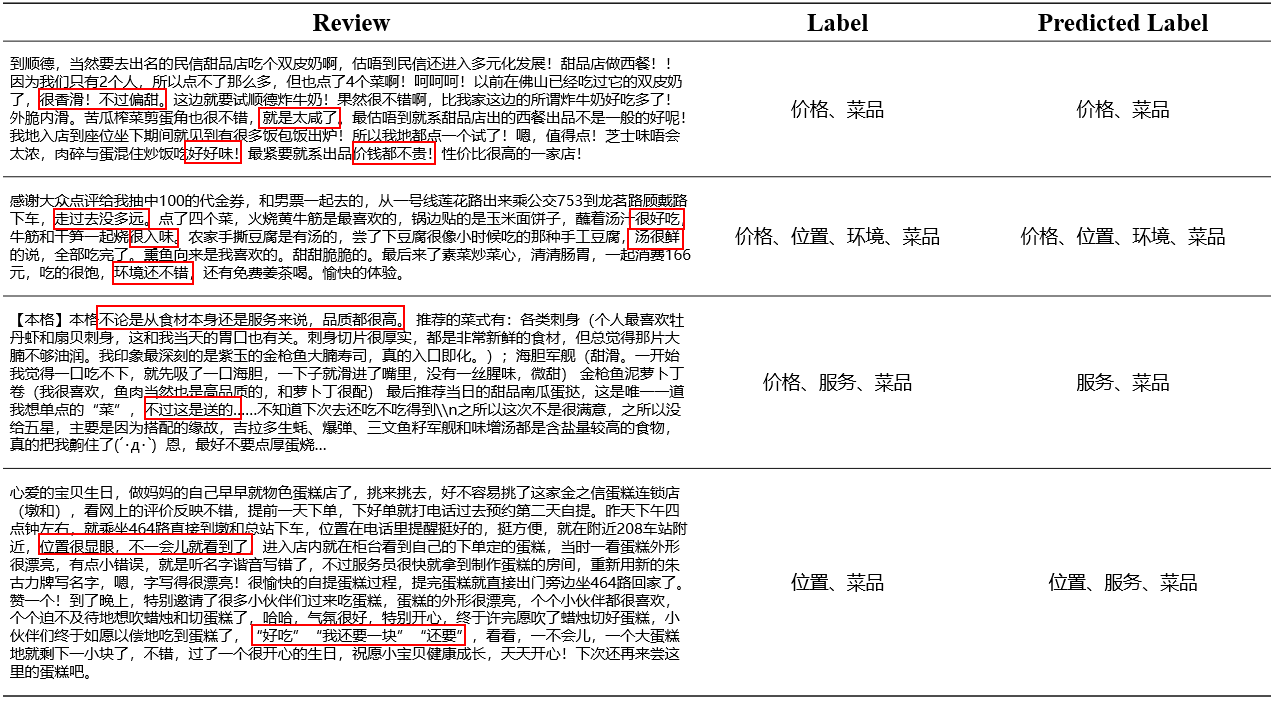 Review Label Predicted Label
到顺德，当然要去出名的民信甜品店吃个双皮奶啊，估唔到民信还进入多元化发展！甜品店做西餐！！
因为我们只有2个人，所以点不了那么多，但也点了4个菜啊！呵呵呵！以前在佛山已经吃过它的双皮奶
了，很香滑！不过偏甜。这边就要试顺德炸牛奶！果然很不错啊，比我家这边的所谓炸牛奶好吃多了！
外脆内滑。苦瓜榨菜剪蛋角也很不错，就是太咸了。最估唔到就系甜品店出的西餐出品不是一般的好呢！
我地入店到座位坐下期间就见到有很多饭包饭出炉！所以我地都点一个试了！嗯，值得点！芝士味唔会
太浓，肉碎与蛋混住炒饭吃好好味！最紧要就系出品价钱都不贵！性价比很高的一家店！
价格、菜品
价格、菜品
感谢大众点评给我抽中100的代金券，和男票一起去的，从一号线莲花路出来乘公交753到龙茗路顾戴路
下车，走过去没多远。点了四个菜，火烧黄牛筋是最喜欢的，锅边贴的是玉米面饼子，蘸着汤汁很好吃，
牛筋和干笋一起烧很入味。农家手撕豆腐是有汤的，尝了下豆腐很像小时候吃的那种手工豆腐，汤很鲜
的说，全部吃完了。熏鱼向来是我喜欢的。甜甜脆脆的。最后来了素菜炒菜心，清清肠胃，一起消费166
元，吃的很饱，环境还不错，还有免费姜茶喝。愉快的体验。
价格、位置、环境、菜品
价格、位置、环境、菜品
【本格】本格不论是从食材本身还是服务来说，品质都很高。 推荐的菜式有：各类刺身（个人最喜欢牡
丹虾和扇贝刺身，这和我当天的胃口也有关。刺身切片很厚实，都是非常新鲜的食材，但总觉得那片大
腩不够油润。我印象最深刻的是紫玉的金枪鱼大腩寿司，真的入口即化。）；海胆军舰（甜滑。一开始
我觉得一口吃不下，就先吸了一口海胆，一下子就滑进了嘴里，没有一丝腥味，微甜） 金枪鱼泥萝卜丁
卷（我很喜欢，鱼肉当然也是高品质的，和萝卜丁很配） 最后推荐当日的甜品南瓜蛋挞，这是唯一一道
我想单点的“菜”，不过这是送的……不知道下次去还吃不吃得到\\n之所以这次不是很满意，之所以没
给五星，主要是因为搭配的缘故，吉拉多生蚝、爆弹、三文鱼籽军舰和味增汤都是含盐量较高的食物，
真的把我齁住了(´･д･`) 恩，最好不要点厚蛋烧...
价格、服务、菜品
服务、菜品
心爱的宝贝生日，做妈妈的自己早早就物色蛋糕店了，挑来挑去，好不容易挑了这家金之信蛋糕连锁店
（墩和），看网上的评价反映不错，提前一天下单，下好单就打电话过去预约第二天自提。昨天下午四
点钟左右，就乘坐464路直接到墩和总站下车，位置在电话里提醒挺好的，挺方便，就在附近208车站附
近，位置很显眼，不一会儿就看到了，进入店内就在柜台看到自己的下单定的蛋糕，当时一看蛋糕外形
很漂亮，有点小错误，就是听名字谐音写错了，不过服务员很快就拿到制作蛋糕的房间，重新用新的朱
古力牌写名字，嗯，字写得很漂亮！很愉快的自提蛋糕过程，提完蛋糕就直接出门旁边坐464路回家了。
赞一个！到了晚上，特别邀请了很多小伙伴们过来吃蛋糕，蛋糕的外形很漂亮，个个小伙伴都很喜欢，
个个迫不及待地想吹蜡烛和切蛋糕了，哈哈，气氛很好，特别开心，终于许完愿吹了蜡烛切好蛋糕，小
伙伴们终于如愿以偿地吃到蛋糕了，“好吃”“我还要一块”“还要”，看看，一不会儿，一个大蛋糕
地就剩下一小块了，不错，过了一个很开心的生日，祝愿小宝贝健康成长，天天开心！下次还再来尝这
里的蛋糕吧。
位置、菜品
位置、服务、菜品